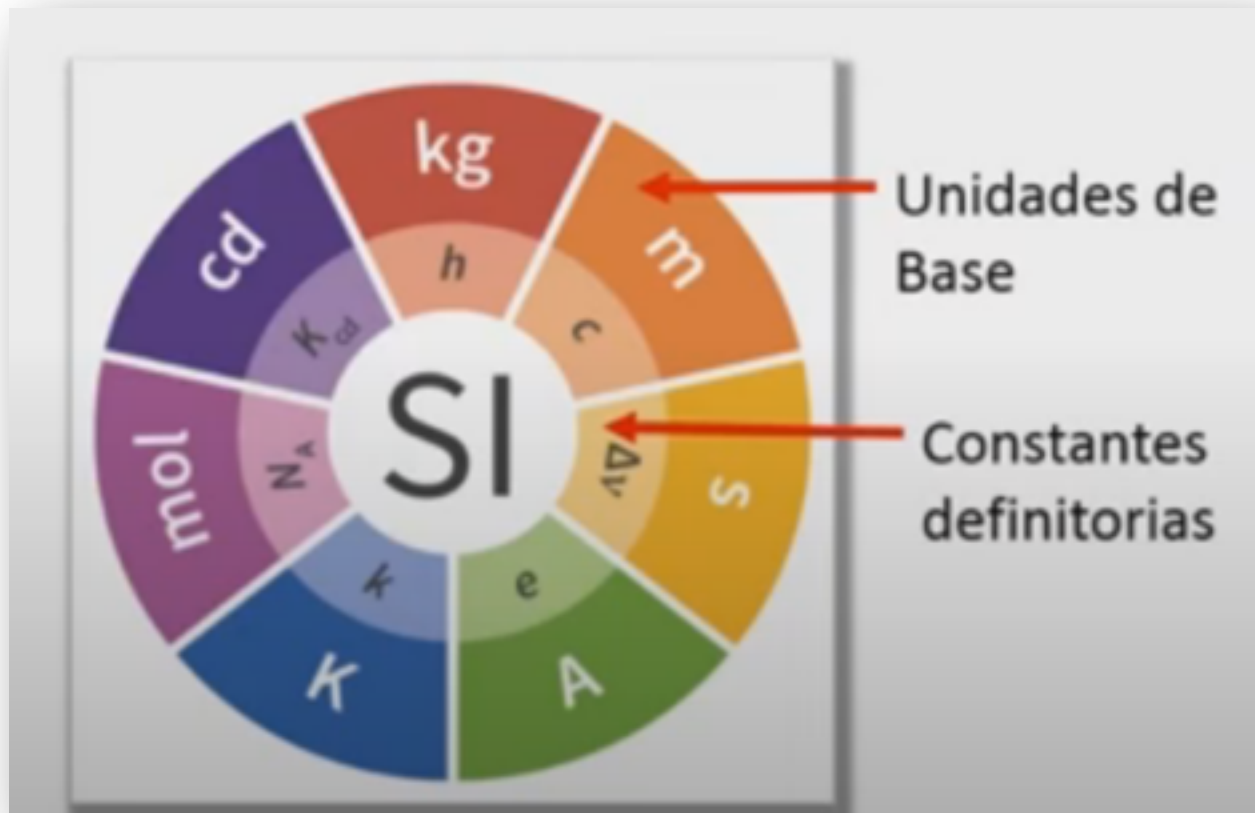 kg
h
m
c
s
Δν
A
e
K
k
mol
N_A
cd
K_cd
SI
Unidades de
Base
Constantes
definitorias